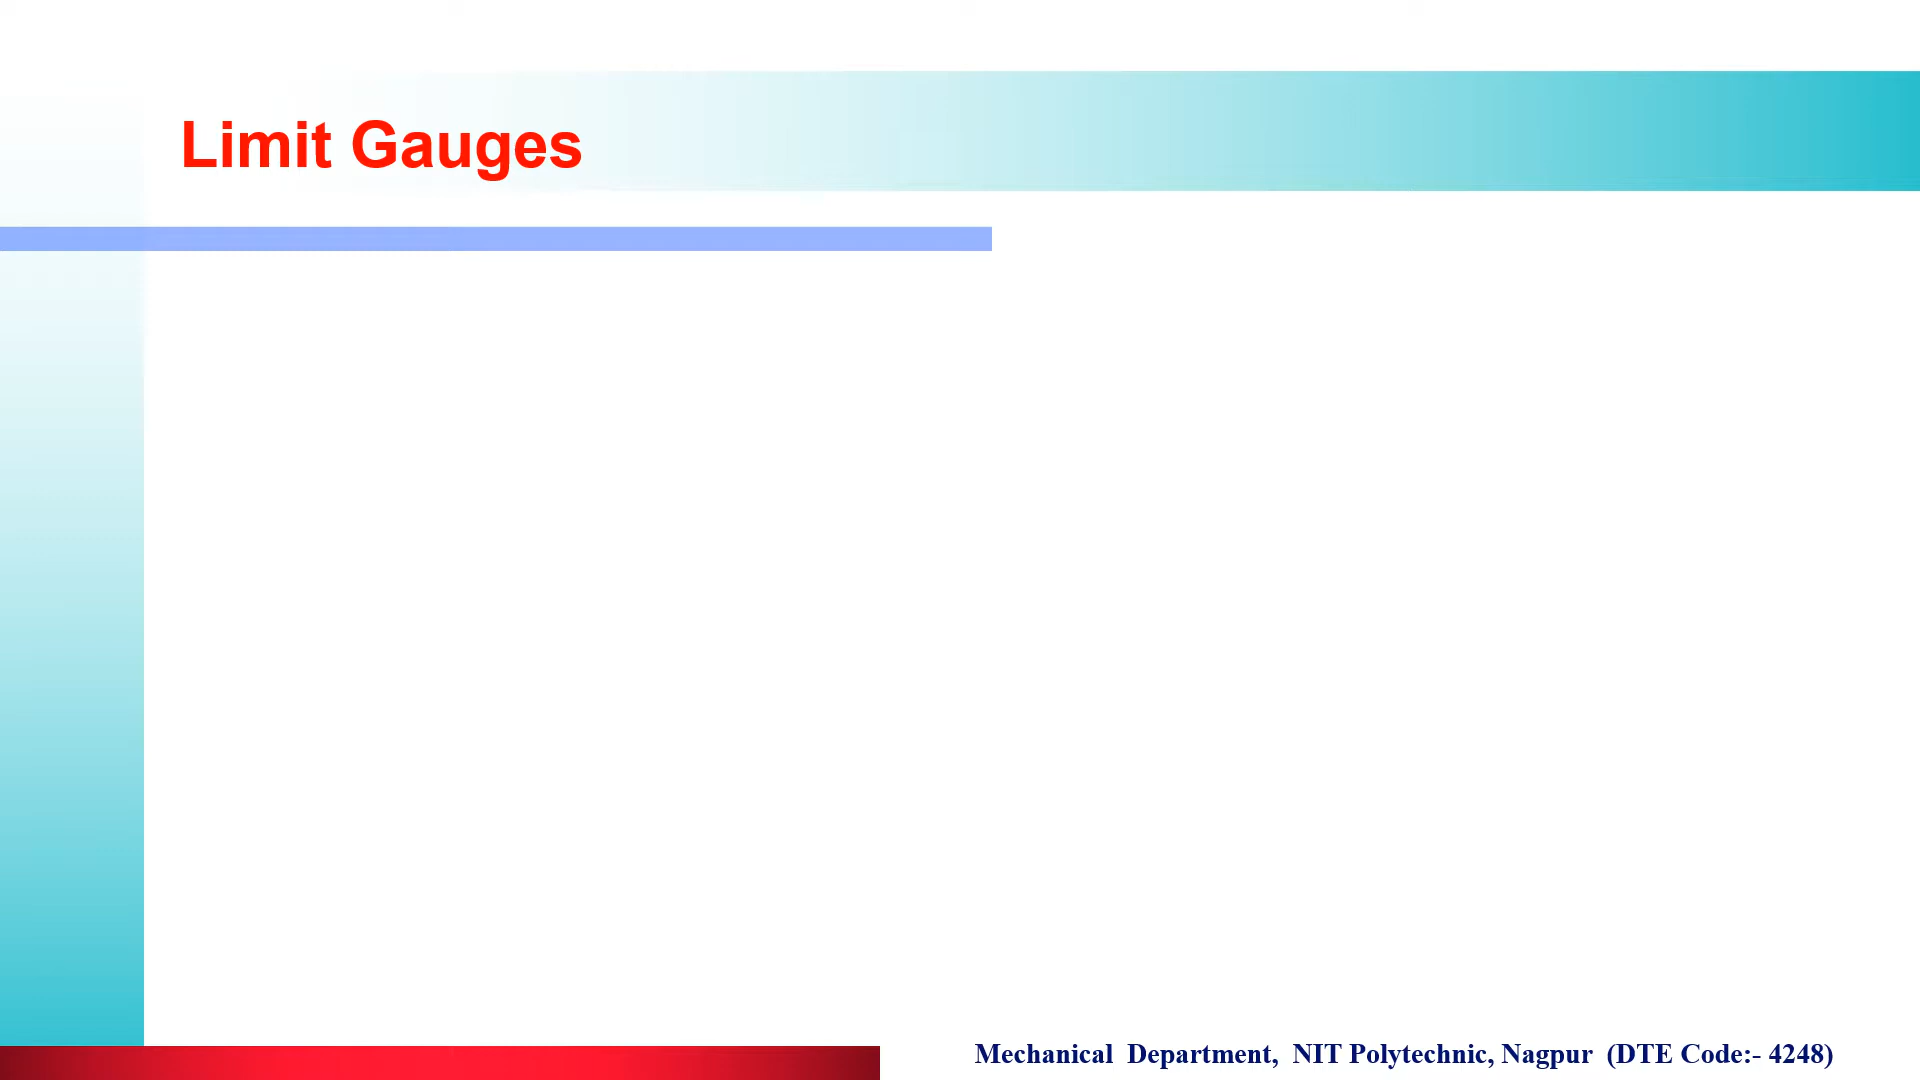 Limit Gauges
Mechanical Department, NIT Polytechnic, Nagpur (DTE Code:- 4248)